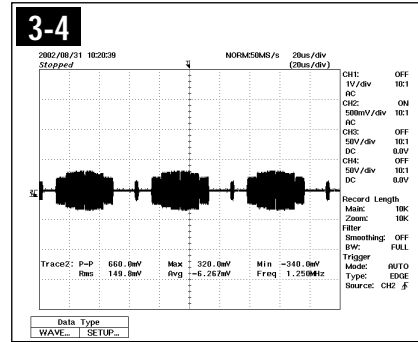 3-4
2002/08/31 10:20:39 NORM:50MS/s 20us/div
Stopped (20us/div)
CH1: OFF
1V/div 10:1
AC
CH2: ON
500mV/div 10:1
AC
CH3: OFF
50V/div 10:1
DC 0.0V
CH4: OFF
50V/div 10:1
DC 0.0V
Record Length
Main: 10K
Zoom: 10K
Filter
Smoothing: OFF
BW: FULL
Trigger
Mode: AUTO
Type: EDGE
Source: CH2
Trace2: P-P 660.0mV Max 320.0mV Min -340.0mV
Rms 149.8mV Avg -6.267mV Freq 1.250MHz
Data Type
WAVE... SETUP...